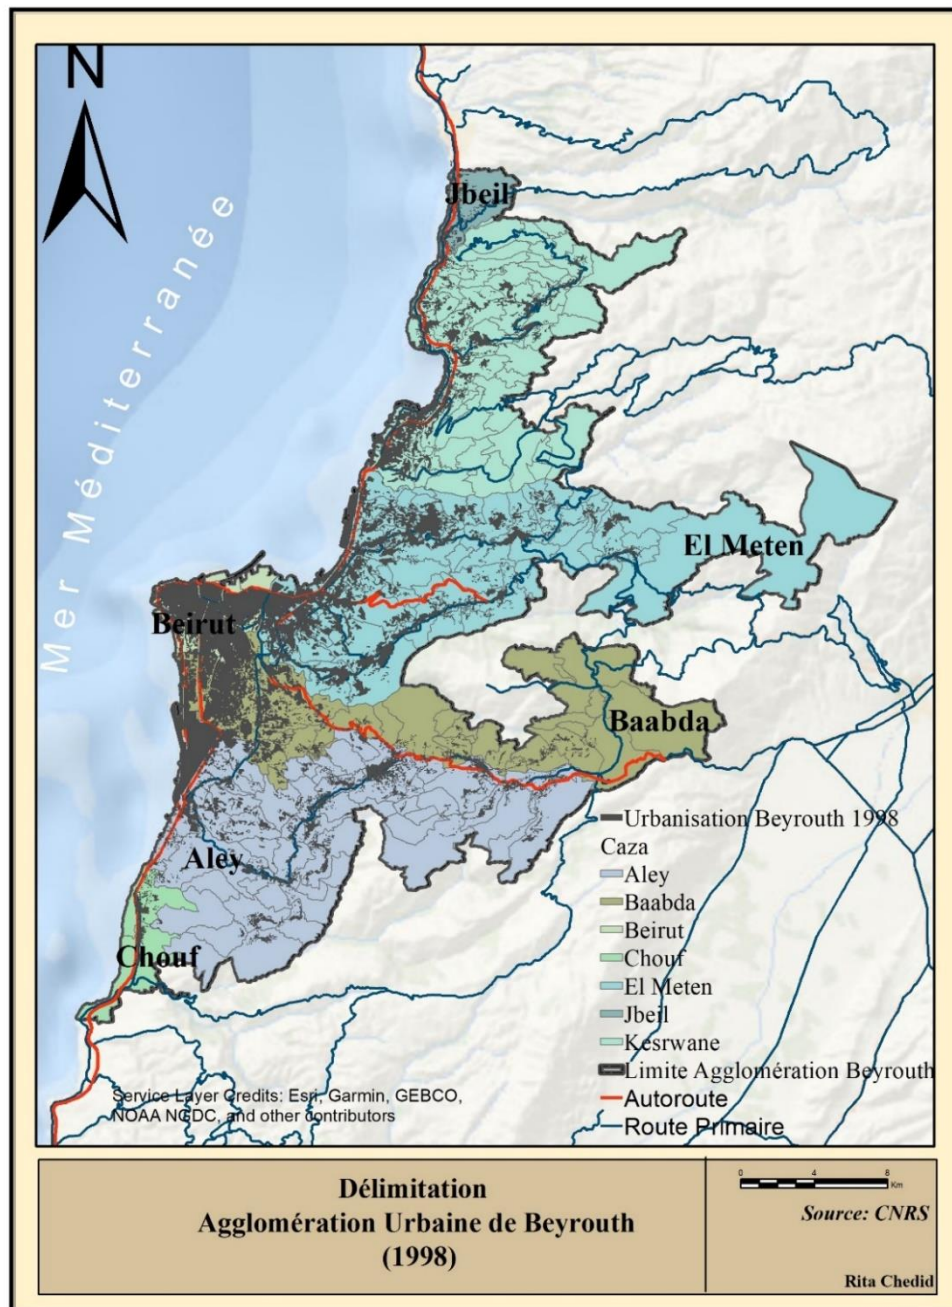 N
Mer Méditerranée
Jbeil
El Meten
Beirut
Baabda
Aley
Chouf
Urbanisation Beyrouth 1998
Caza
Aley
Baabda
Beirut
Chouf
El Meten
Jbeil
Kesrwane
Limite Agglomération Beyrouth
Autoroute
Route Primaire
Service Layer Credits: Esri, Garmin, GEBCO,
NOAA NGDC, and other contributors
Délimitation
Agglomération Urbaine de Beyrouth
(1998)
0 4 8
Km
Source: CNRS
Rita Chedid